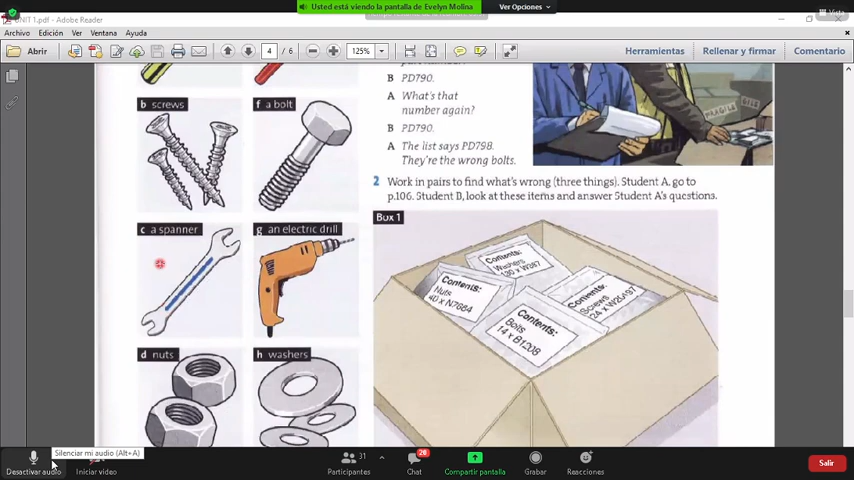 Usted está viendo la pantalla de Evelyn Molina
Ver Opciones
Vista
UNIT 1.pdf - Adobe Reader
Archivo Edición Ver Ventana Ayuda
Abrir
4 / 6
125%
Herramientas
Rellenar y firmar
Comentario
b screws
f a bolt
c a spanner
g an electric drill
d nuts
h washers
B PD790.
A What's that
number again?
B PD790.
A The list says PD798.
They're the wrong bolts.
FRAGILE
2 Work in pairs to find what's wrong (three things). Student A, go to
p.106. Student B, look at these items and answer Student A's questions.
Box 1
Contents:
Washers
Contents:
Nuts
40 x N7664
Contents:
Screws
Contents:
Bolts
14 x B1208
Silenciar mi audio (Alt+A)
Desactivar audio
Iniciar video
31
Participantes
26
Chat
Compartir pantalla
Grabar
Reacciones
Salir